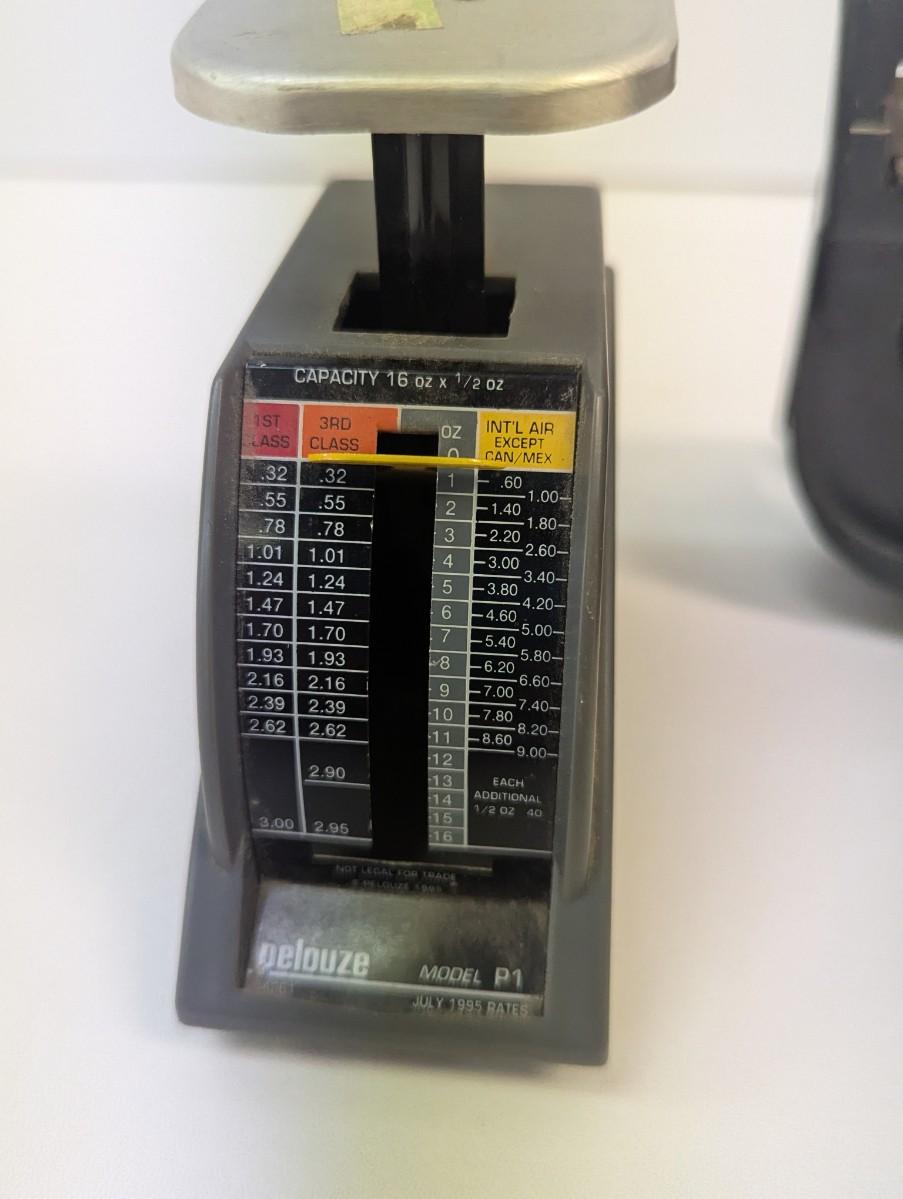 CAPACITY 16 oz x 1/2 oz
1ST CLASS 3RD CLASS OZ INT'L AIR EXCEPT CAN/MEX
0
.32 .32 1 .60
1.00
.55 .55 2 1.40
1.80
.78 .78 3 2.20
2.60
1.01 1.01 4 3.00
3.40
1.24 1.24 5 3.80
4.20
1.47 1.47 6 4.60
5.00
1.70 1.70 7 5.40
5.80
1.93 1.93 8 6.20
6.60
2.16 2.16 9 7.00
7.40
2.39 2.39 10 7.80
8.20
2.62 2.62 11 8.60
9.00
12
2.90 13 EACH
14 ADDITIONAL
15 1/2 OZ 40
3.00 2.95 16
NOT LEGAL FOR TRADE
© PELOUZE 1995
pelouze MODEL P1
JULY 1995 RATES